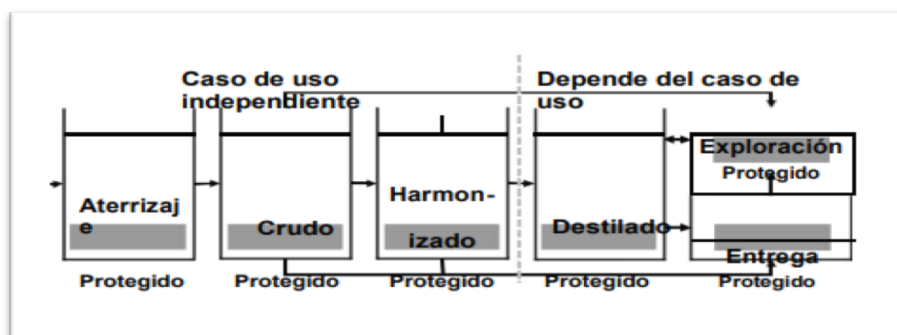 Caso de uso
independiente
Depende del caso de
uso
Aterrizaj
e
Protegido
Crudo
Protegido
Harmon-
izado
Protegido
Destilado
Protegido
Exploración
Protegido
Entrega
Protegido